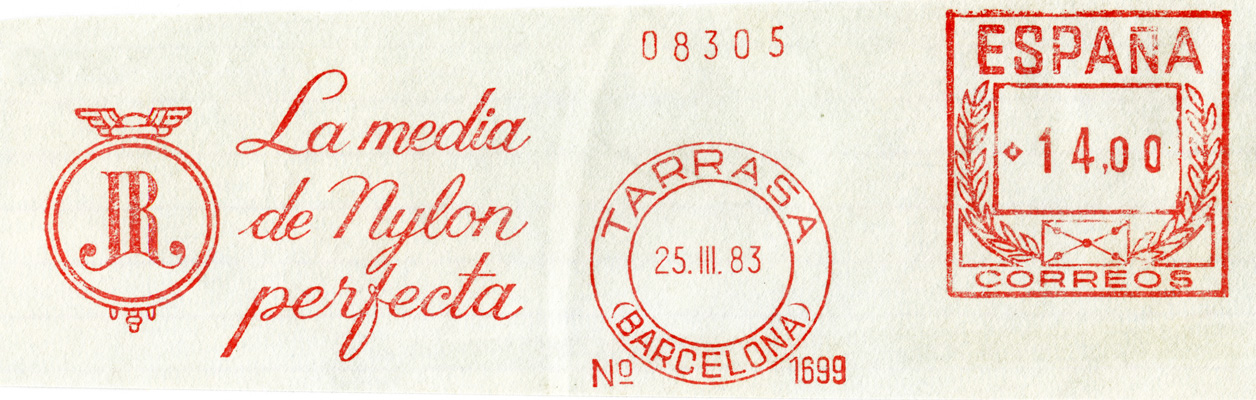 JR
La media
de Nylon
perfecta
08305
TARRASA
25.III.83
(BARCELONA)
Nº 1699
ESPAÑA
14,00
CORREOS